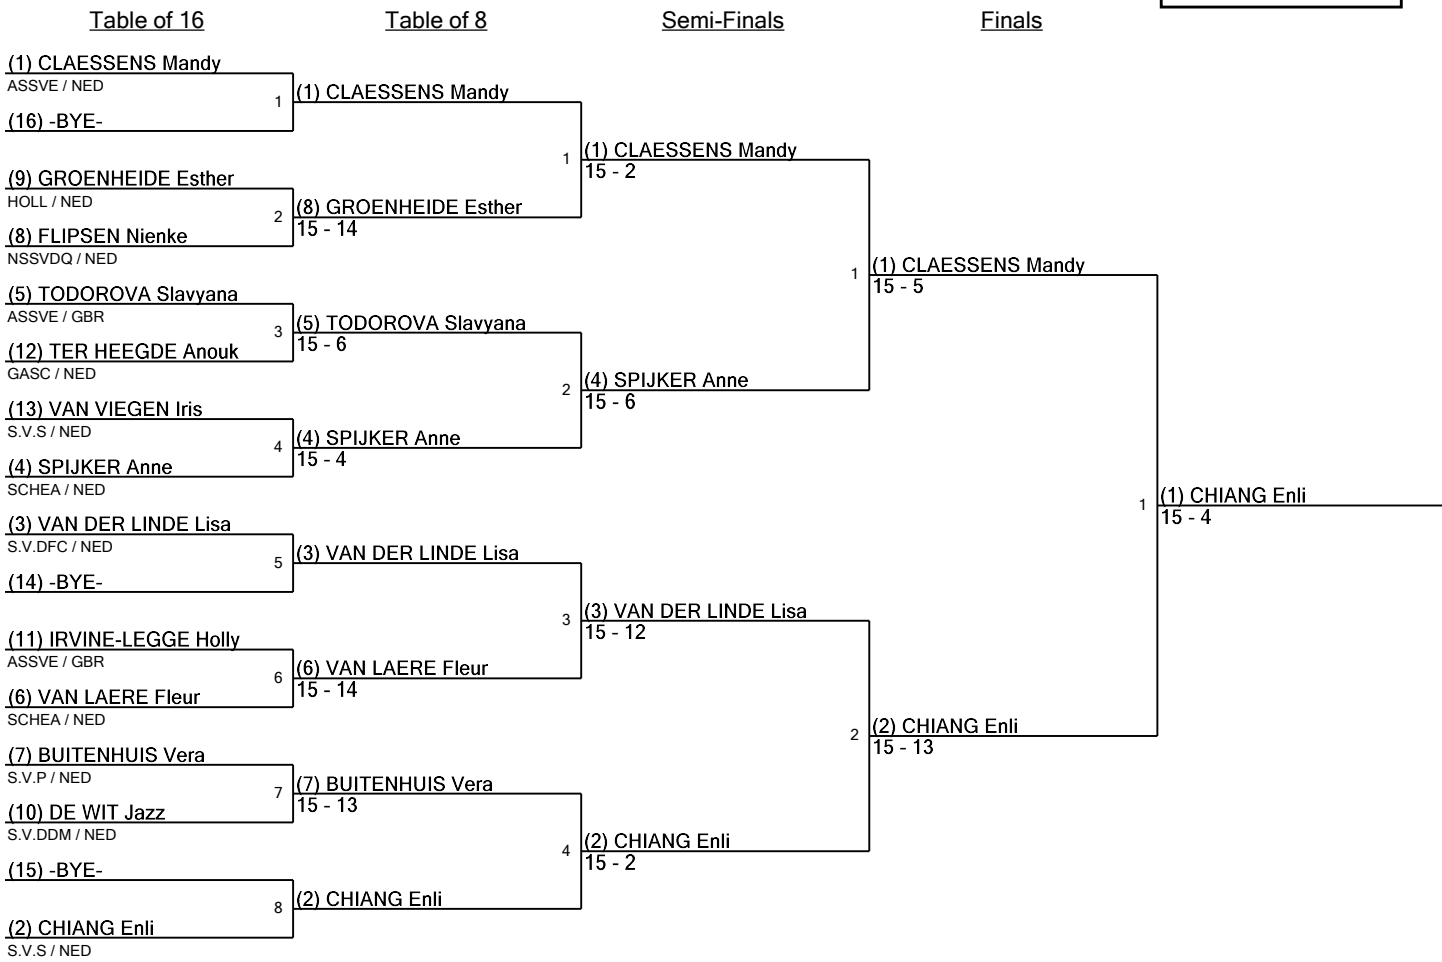 Table of 16
Table of 8
Semi-Finals
Finals
(1) CLAESSENS Mandy
ASSVE / NED
1
(16) -BYE-
(9) GROENHEIDE Esther
HOLL / NED
2
(8) FLIPSEN Nienke
NSSVDQ / NED
(5) TODOROVA Slavyana
ASSVE / GBR
3
(12) TER HEEGDE Anouk
GASC / NED
(13) VAN VIEGEN Iris
S.V.S / NED
4
(4) SPIJKER Anne
SCHEA / NED
(3) VAN DER LINDE Lisa
S.V.DFC / NED
5
(14) -BYE-
(11) IRVINE-LEGGE Holly
ASSVE / GBR
6
(6) VAN LAERE Fleur
SCHEA / NED
(7) BUITENHUIS Vera
S.V.P / NED
7
(10) DE WIT Jazz
S.V.DDM / NED
(15) -BYE-
8
(2) CHIANG Enli
S.V.S / NED
(1) CLAESSENS Mandy
1
(8) GROENHEIDE Esther
15 - 14
(5) TODOROVA Slavyana
15 - 6
2
(4) SPIJKER Anne
15 - 4
(3) VAN DER LINDE Lisa
3
(6) VAN LAERE Fleur
15 - 14
(7) BUITENHUIS Vera
15 - 13
4
(2) CHIANG Enli
(1) CLAESSENS Mandy
15 - 2
1
(4) SPIJKER Anne
15 - 6
(3) VAN DER LINDE Lisa
15 - 12
2
(2) CHIANG Enli
15 - 2
(1) CLAESSENS Mandy
15 - 5
1
(2) CHIANG Enli
15 - 13
(1) CHIANG Enli
15 - 4